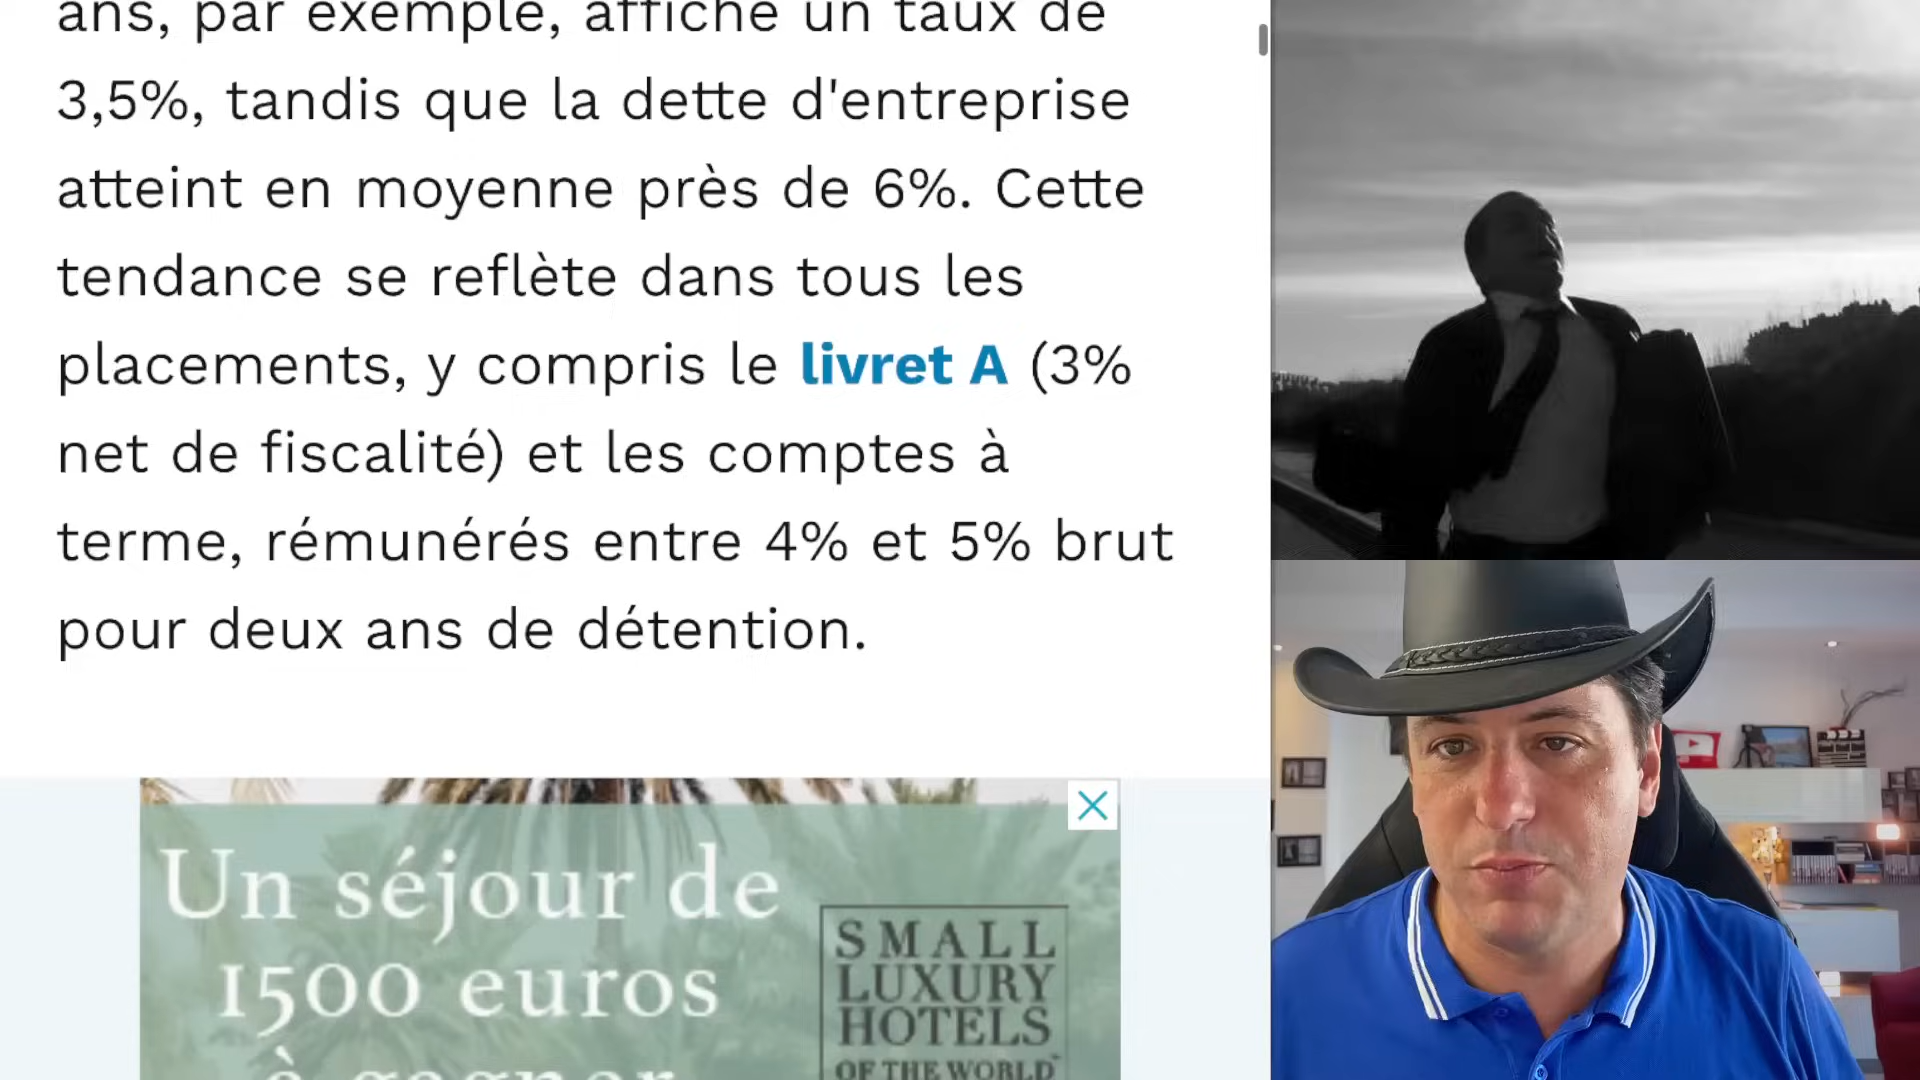 ans, par exemple, affiche un taux de
3,5%, tandis que la dette d'entreprise
atteint en moyenne près de 6%. Cette
tendance se reflète dans tous les
placements, y compris le livret A (3%
net de fiscalité) et les comptes à
terme, rémunérés entre 4% et 5% brut
pour deux ans de détention.
Un séjour de
1500 euros
à gagner
SMALL
LUXURY
HOTELS
OF THE WORLD